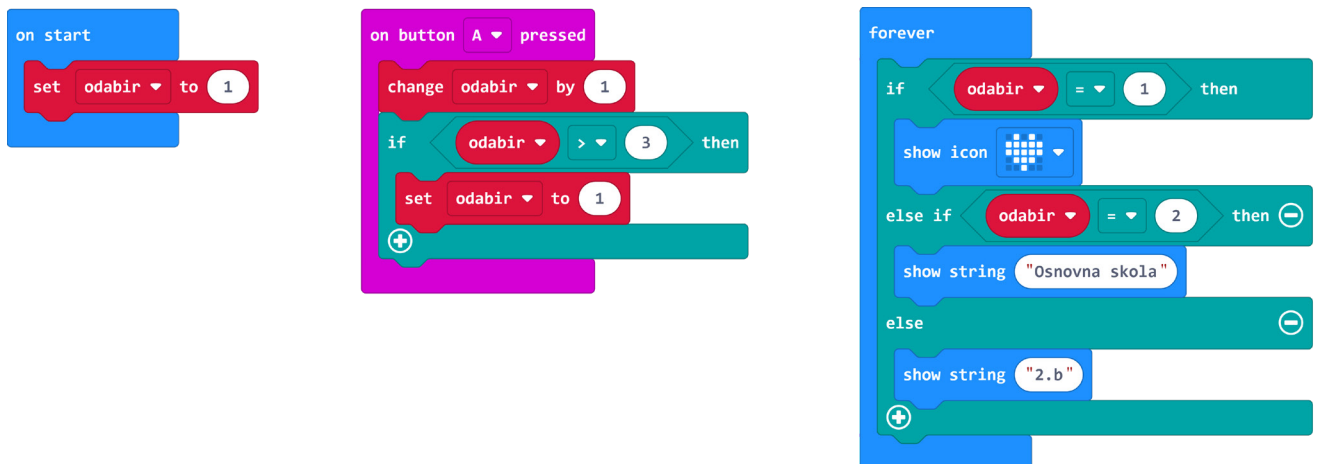 on start
set odabir to 1
on button A pressed
change odabir by 1
if odabir > 3 then
set odabir to 1
forever
if odabir = 1 then
show icon
else if odabir = 2 then
show string "Osnovna skola"
else
show string "2.b"